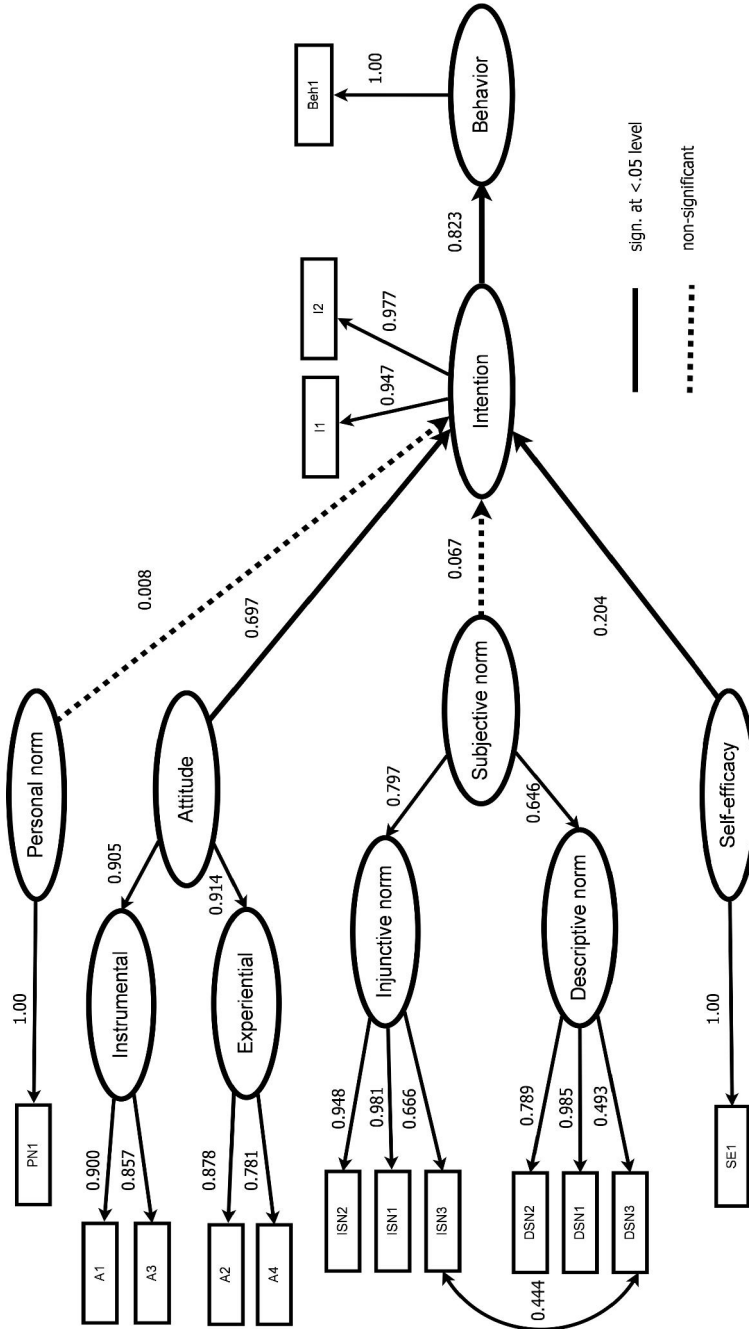 Personal norm
1.00
PN1
0.008
Attitude
0.697
0.905
0.914
Instrumental
0.900
0.857
A1
A3
Experiential
0.878
0.781
A2
A4
Subjective norm
0.067
0.797
0.646
Injunctive norm
0.948
0.981
0.666
ISN2
ISN1
ISN3
Descriptive norm
0.789
0.985
0.493
DSN2
DSN1
DSN3
0.444
Self-efficacy
1.00
SE1
0.204
Intention
0.947
0.977
I1
I2
0.823
Behavior
1.00
Beh1
sign. at <.05 level
non-significant